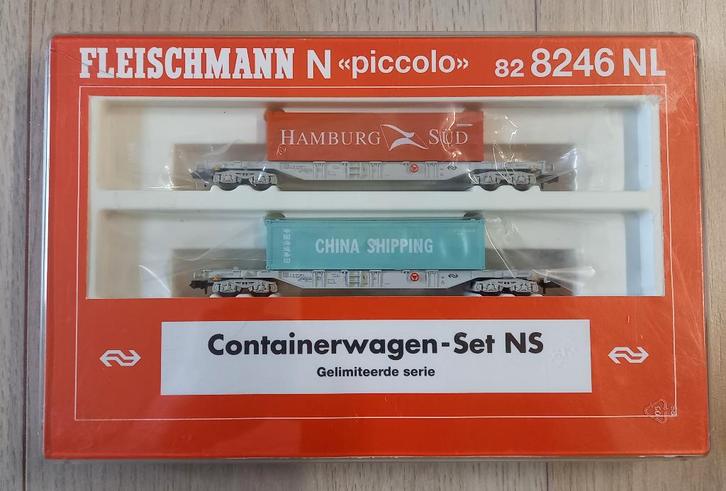 FLEISCHMANN N «piccolo» 82 8246 NL
HAMBURG SÜD
CHINA SHIPPING
Containerwagen-Set NS
Gelimiteerde serie